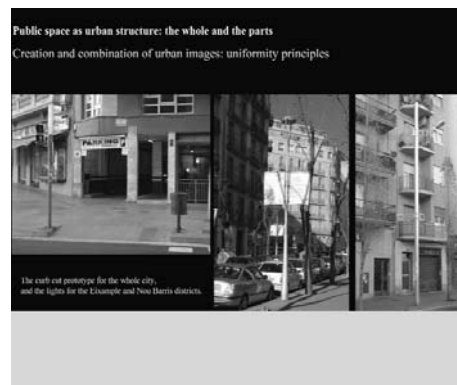 Public space as urban structure: the whole and the parts
Creation and combination of urban images: uniformity principles
PARKING
The curb cut prototype for the whole city,
and the lights for the Eixample and Nou Barris districts.